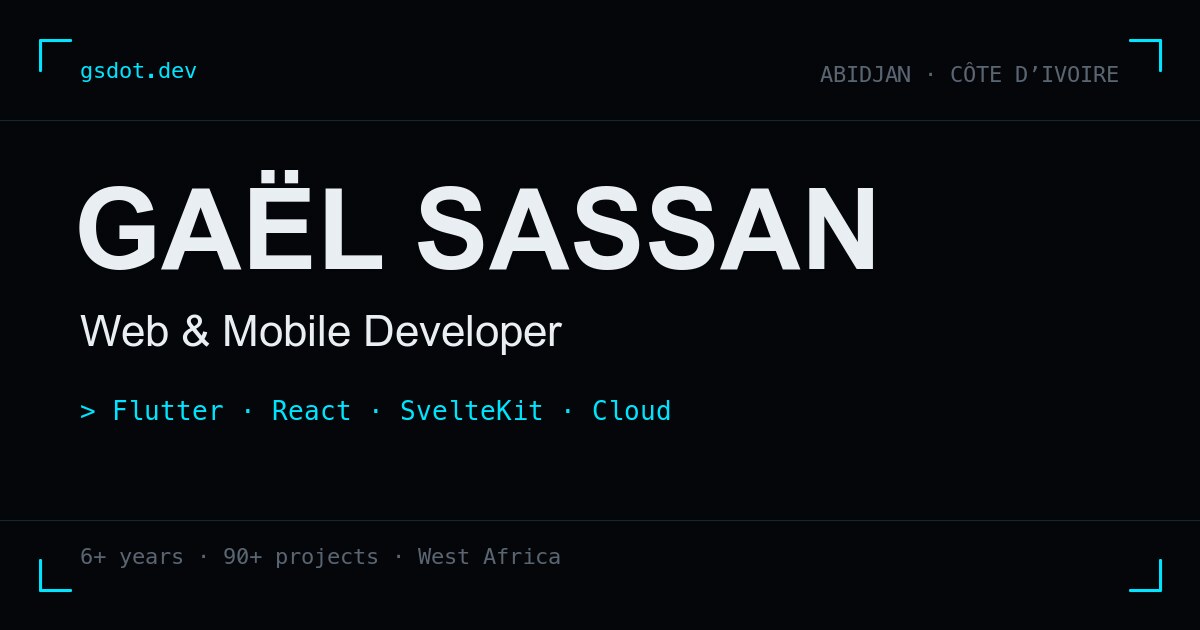 gsdot.dev
ABIDJAN · CÔTE D’IVOIRE
GAËL SASSAN
Web & Mobile Developer
> Flutter · React · SvelteKit · Cloud
6+ years · 90+ projects · West Africa